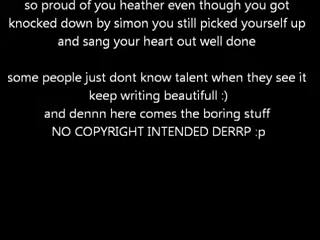 so proud of you heather even though you got
knocked down by simon you still picked yourself up
and sang your heart out well done
some people just dont know talent when they see it
keep writing beautifull :)
and dennn here comes the boring stuff
NO COPYRIGHT INTENDED DERRP :p